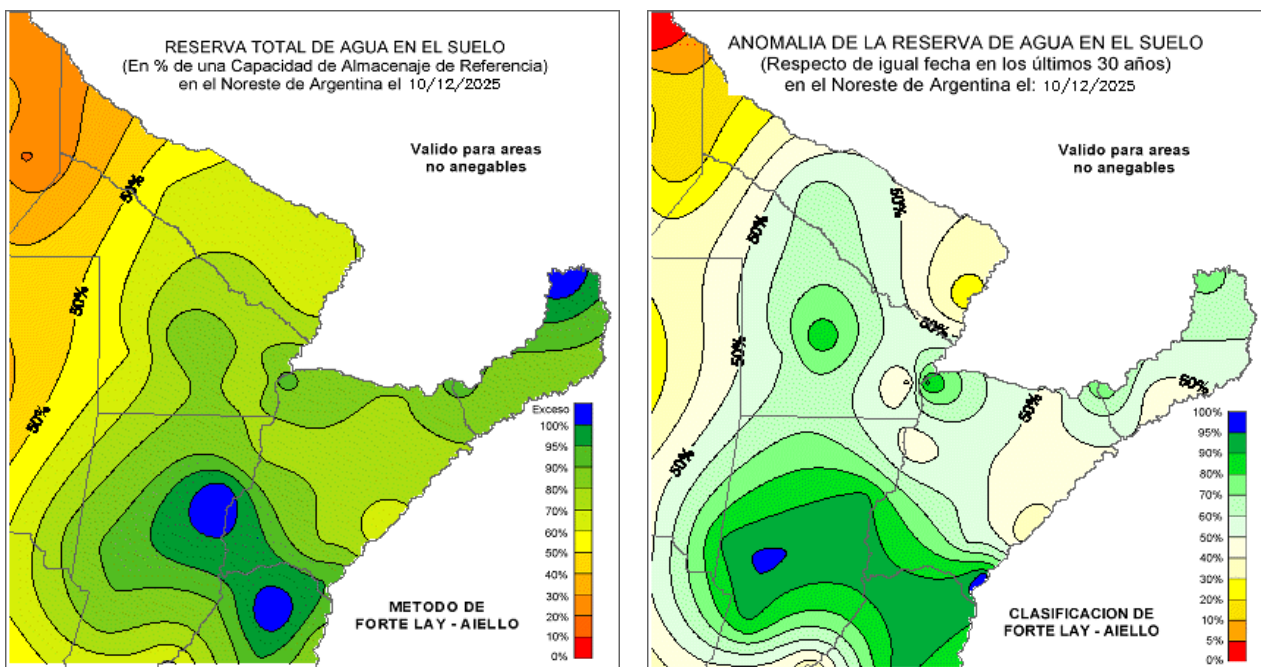 RESERVA TOTAL DE AGUA EN EL SUELO
(En % de una Capacidad de Almacenaje de Referencia)
en el Noreste de Argentina el 10/12/2025
Valido para areas
no anegables
50%
50%
50%
Exceso
100%
95%
90%
80%
70%
60%
50%
40%
30%
20%
10%
0%
METODO DE
FORTE LAY - AIELLO
ANOMALIA DE LA RESERVA DE AGUA EN EL SUELO
(Respecto de igual fecha en los últimos 30 años)
en el Noreste de Argentina el: 10/12/2025
Valido para areas
no anegables
50%
50%
50%
50%
50%
50%
50%
100%
95%
90%
80%
70%
60%
50%
40%
30%
20%
10%
5%
0%
CLASIFICACION DE
FORTE LAY - AIELLO